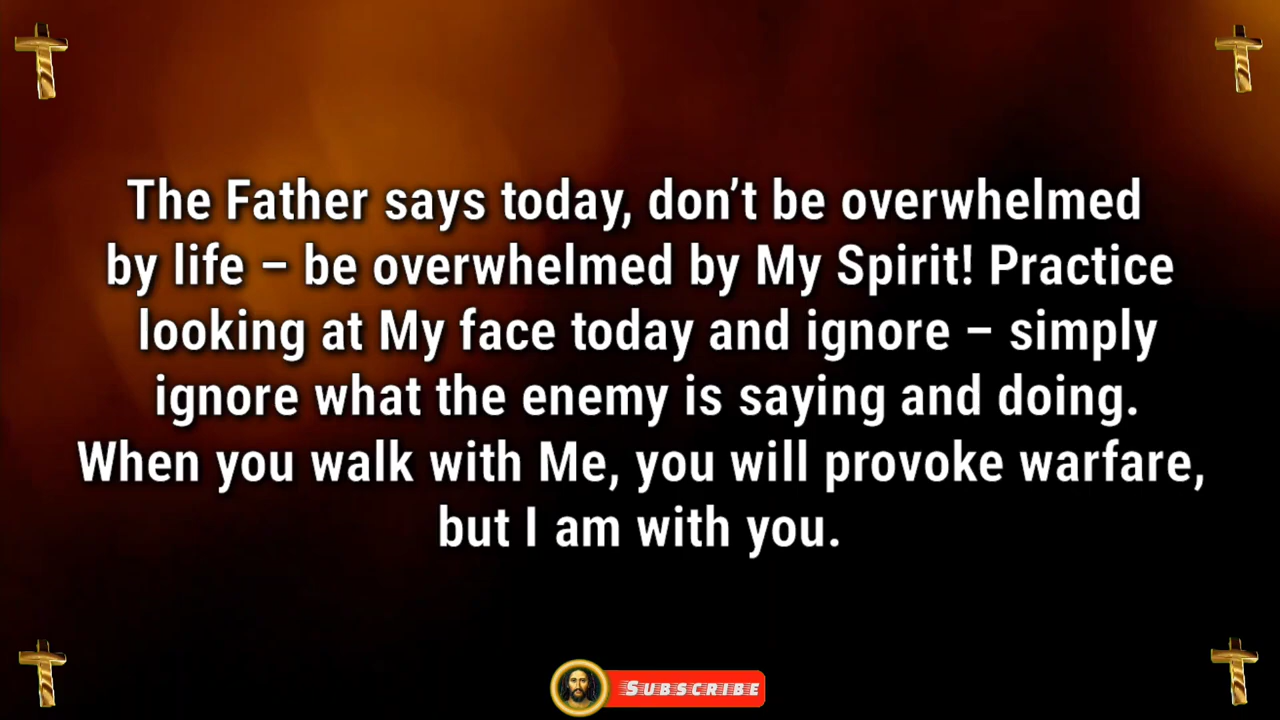 The Father says today, don’t be overwhelmed
by life – be overwhelmed by My Spirit! Practice
looking at My face today and ignore – simply
ignore what the enemy is saying and doing.
When you walk with Me, you will provoke warfare,
but I am with you.
SUBSCRIBE